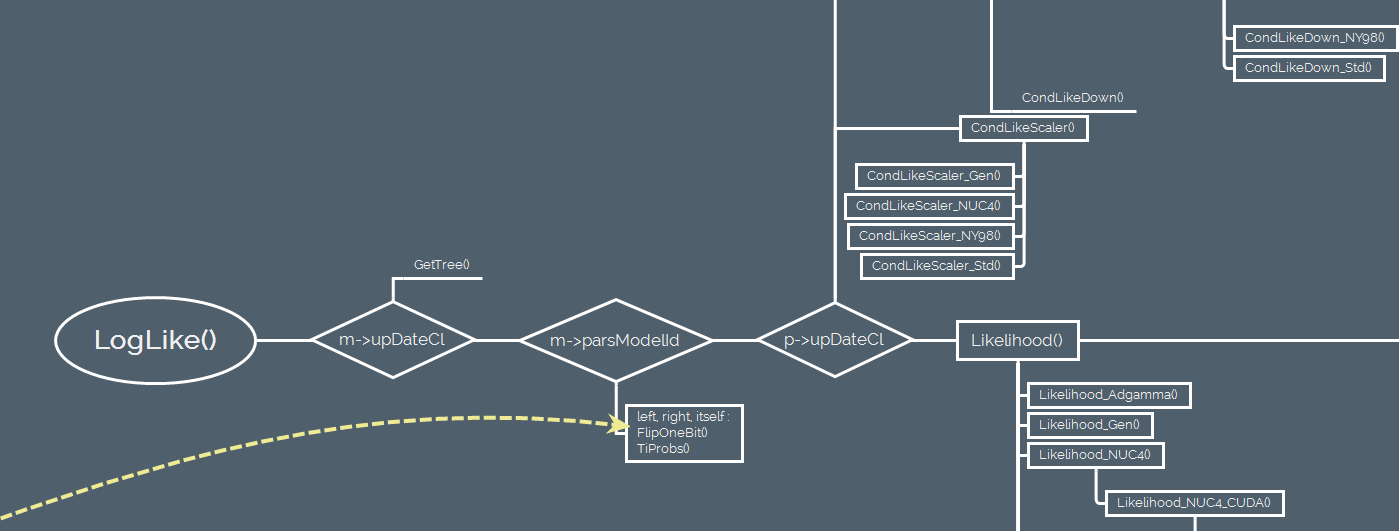 CondLikeDown_NY98()
CondLikeDown_Std()
CondLikeDown()
CondLikeScaler()
CondLikeScaler_Gen()
CondLikeScaler_NUC4()
CondLikeScaler_NY98()
CondLikeScaler_Std()
GetTree()
LogLike()
m->upDateCl
m->parsModelId
p->upDateCl
Likelihood()
left, right, itself :
FlipOneBit()
TiProbs()
Likelihood_Adgamma()
Likelihood_Gen()
Likelihood_NUC4()
Likelihood_NUC4_CUDA()